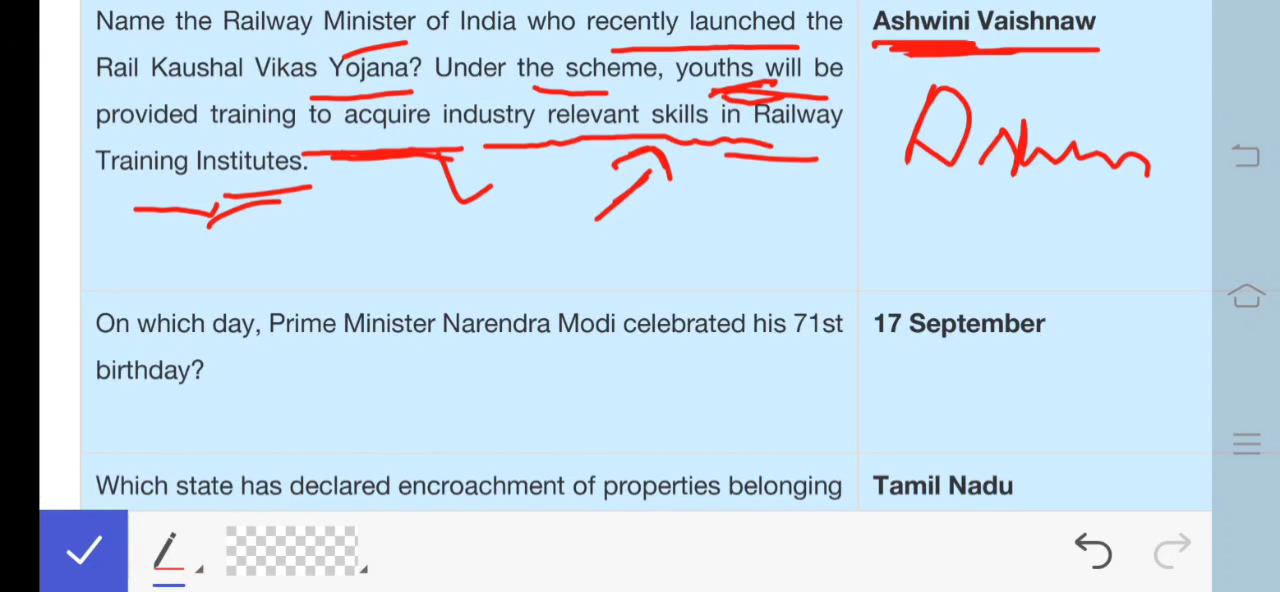 Name the Railway Minister of India who recently launched the
Rail Kaushal Vikas Yojana? Under the scheme, youths will be
provided training to acquire industry relevant skills in Railway
Training Institutes.
Ashwini Vaishnaw
On which day, Prime Minister Narendra Modi celebrated his 71st
birthday?
17 September
Which state has declared encroachment of properties belonging
Tamil Nadu